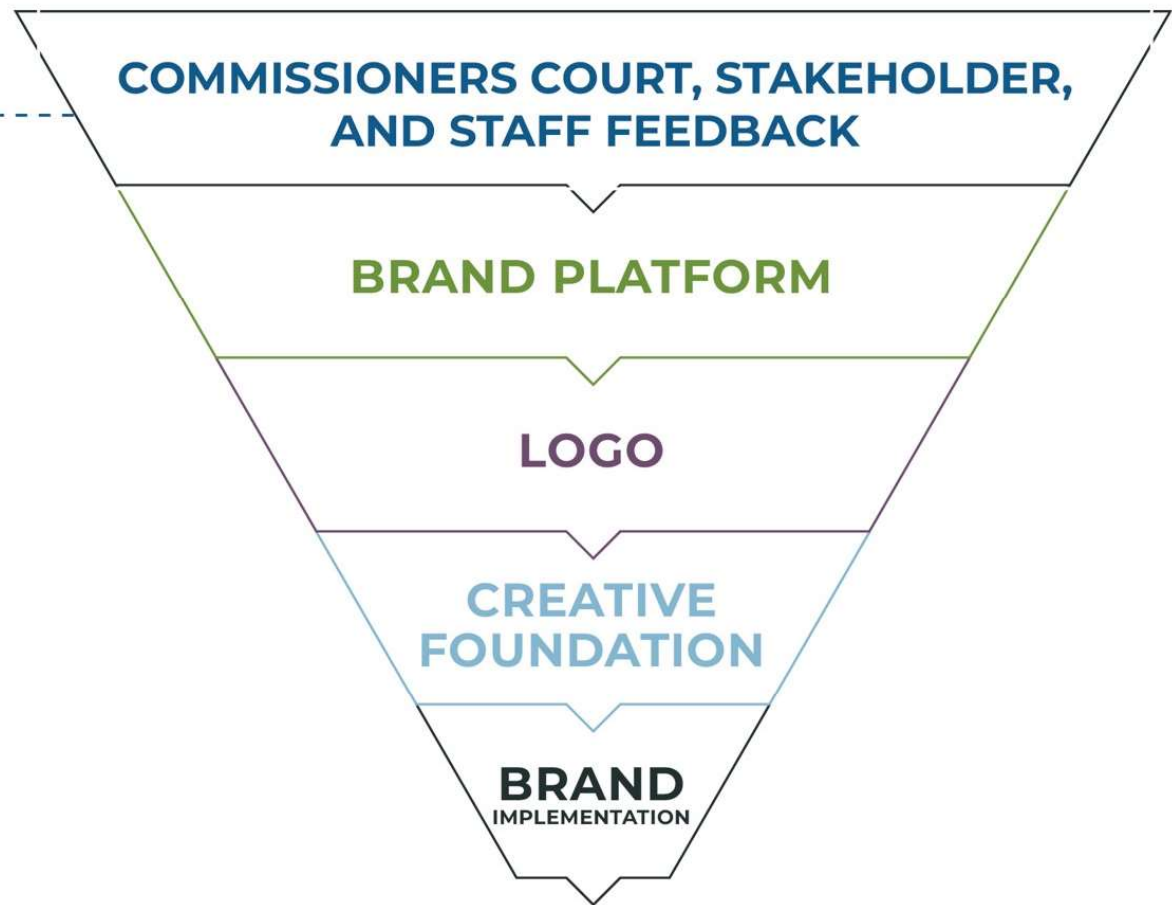 COMMISSIONERS COURT, STAKEHOLDER,
AND STAFF FEEDBACK
BRAND PLATFORM
LOGO
CREATIVE
FOUNDATION
BRAND
IMPLEMENTATION